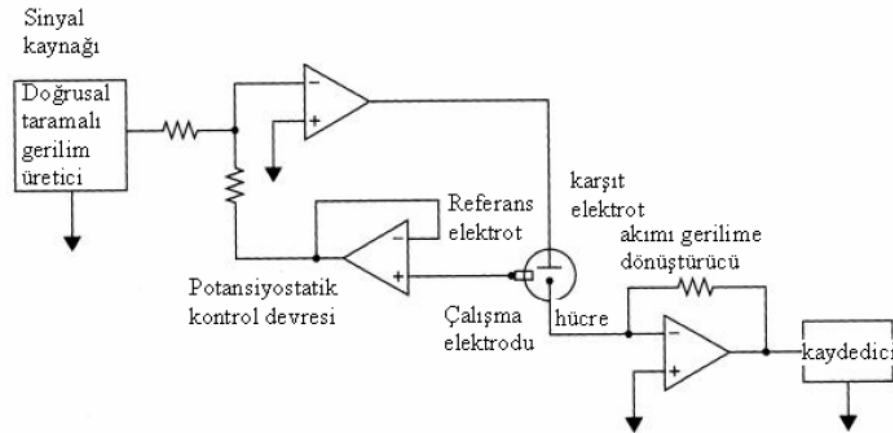 Sinyal
kaynağı
Doğrusal
taramalı
gerilim
üretici
−
+
karşıt
elektrot
Referans
elektrot
−
+
akımı gerilime
dönüştürücü
Potansiyostatik
kontrol devresi
Çalışma
elektrodu
hücre
−
+
kaydedici